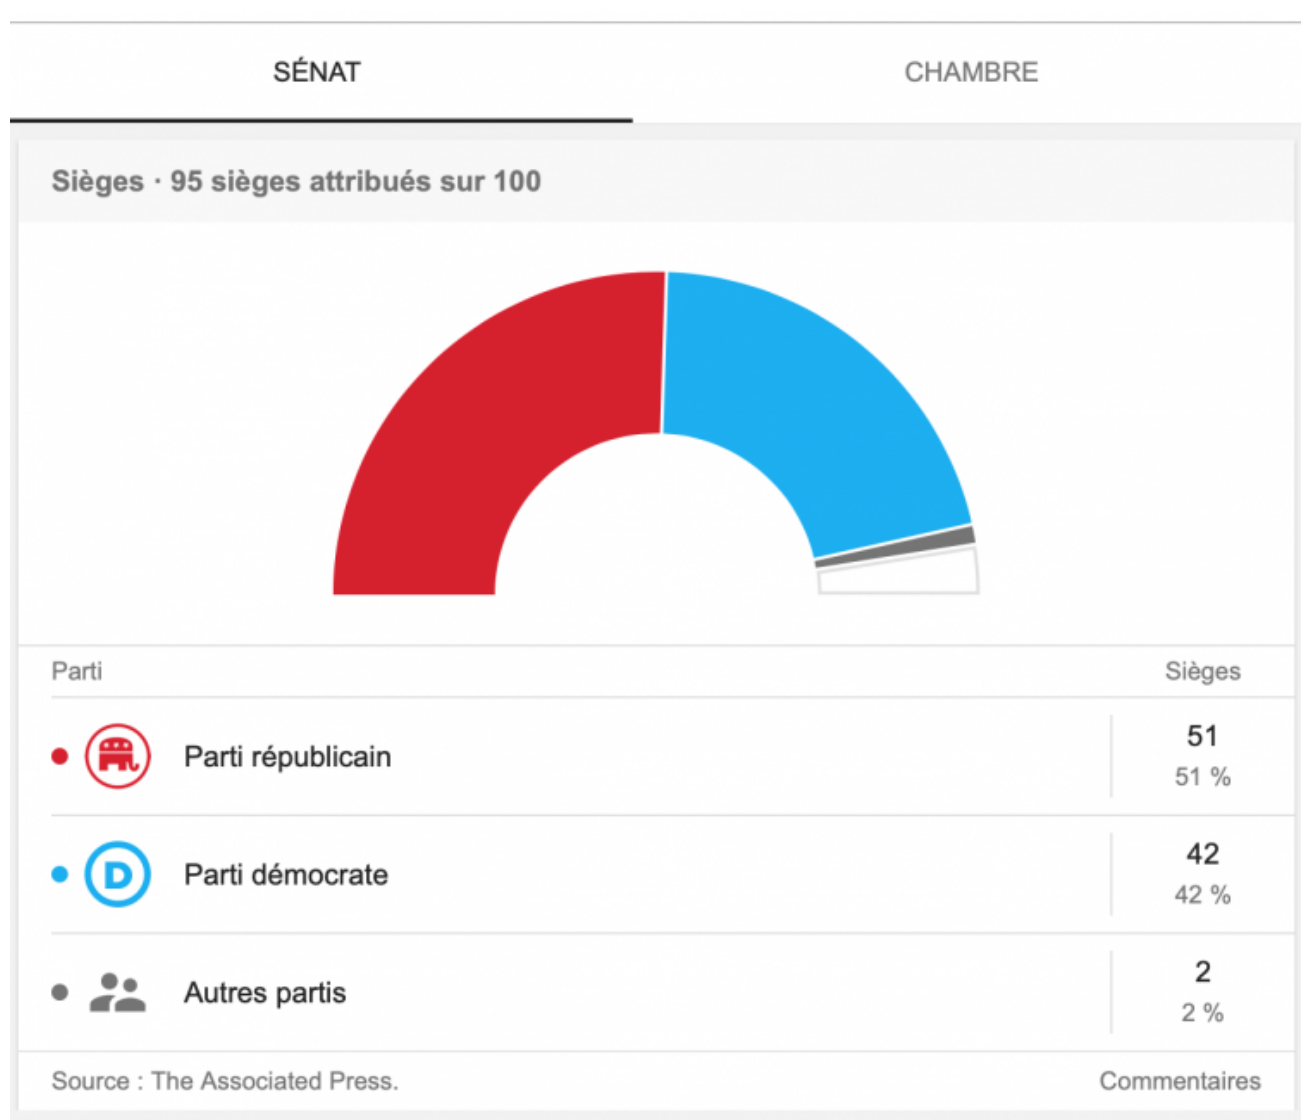 SÉNAT
CHAMBRE
Sièges · 95 sièges attribués sur 100
Parti
Sièges
Parti républicain
51
51 %
D
Parti démocrate
42
42 %
Autres partis
2
2 %
Source : The Associated Press.
Commentaires